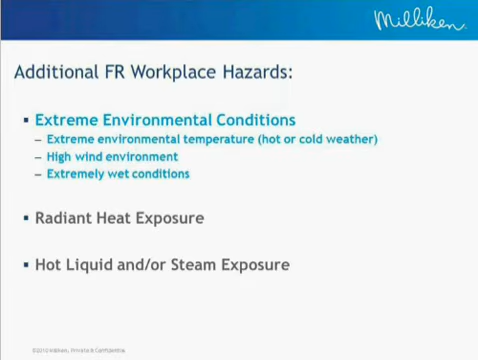 Milliken
Additional FR Workplace Hazards:
▪ Extreme Environmental Conditions
– Extreme environmental temperature (hot or cold weather)
– High wind environment
– Extremely wet conditions
▪ Radiant Heat Exposure
▪ Hot Liquid and/or Steam Exposure
©2010 Milliken, Private & Confidential